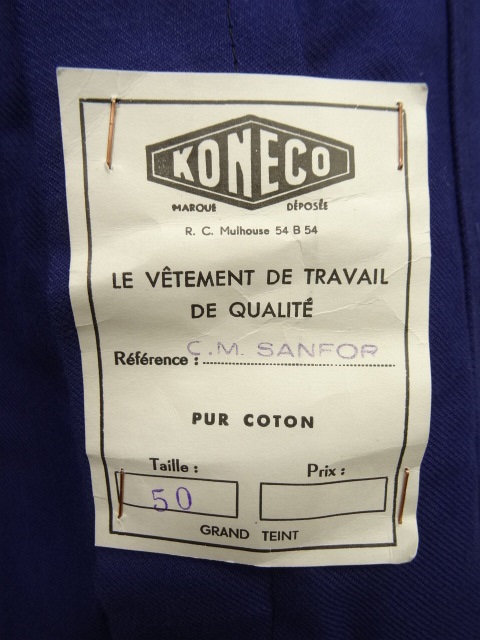 KONECO
MARQUE DÉPOSÉE
R. C. Mulhouse 54 B 54
LE VÊTEMENT DE TRAVAIL
DE QUALITÉ
Référence : C.M. SANFOR
PUR COTON
Taille : Prix :
50
GRAND TEINT